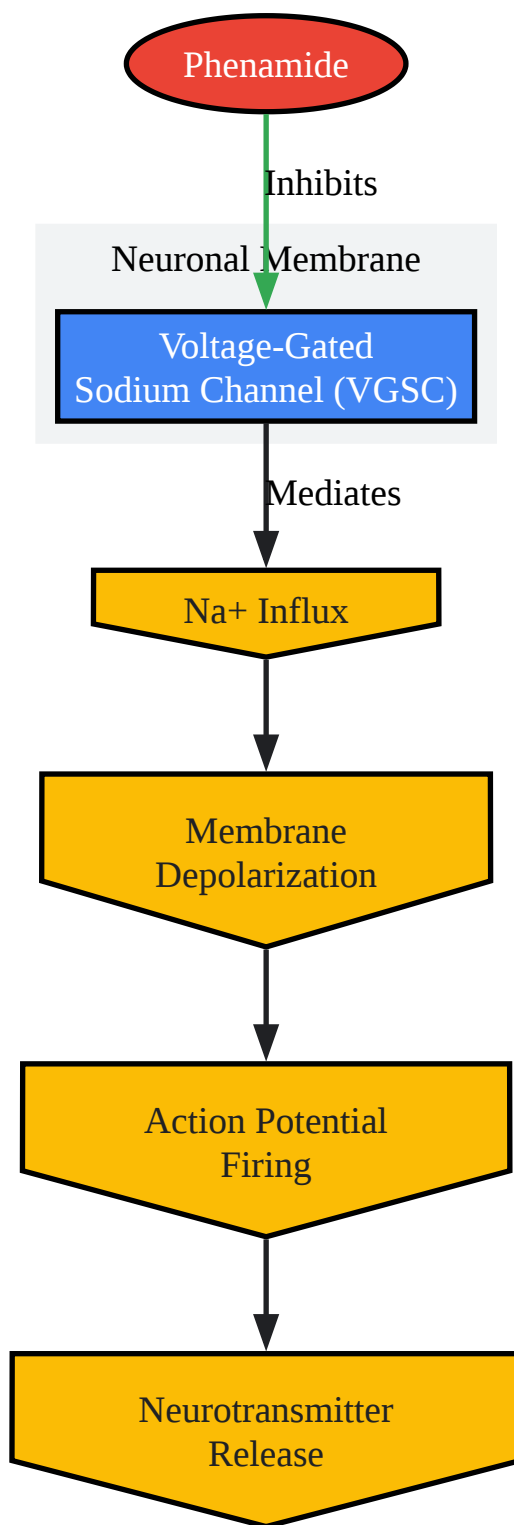 Phenamide
Inhibits
Neuronal Membrane
Voltage-Gated
Sodium Channel (VGSC)
Mediates
Na+ Influx
Membrane
Depolarization
Action Potential
Firing
Neurotransmitter
Release